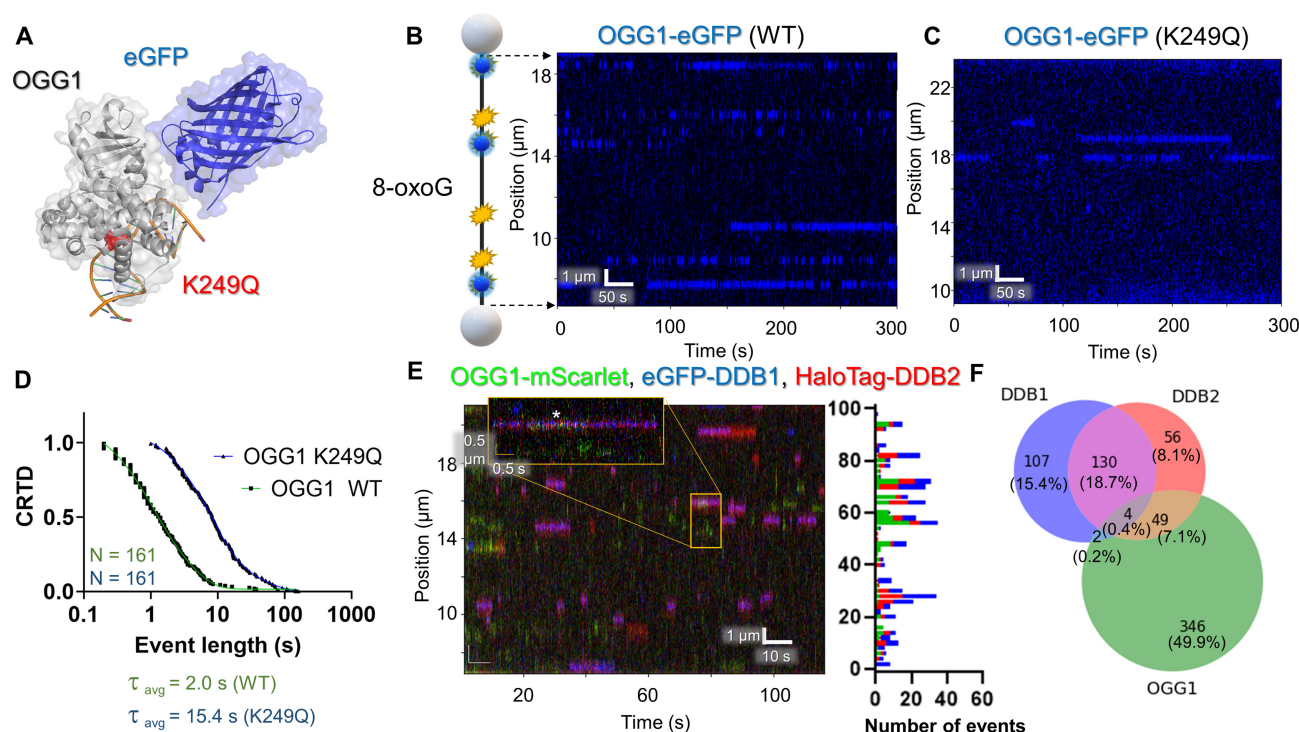 A
OGG1
eGFP
K249Q
B
OGG1-eGFP (WT)
8-oxoG
Position (µm)
18
14
10
1 µm
50 s
0
100
200
300
Time (s)
C
OGG1-eGFP (K249Q)
Position (µm)
22
18
14
10
1 µm
50 s
0
100
200
300
Time (s)
D
CRTD
1.0
0.5
0.0
OGG1 K249Q
OGG1 WT
N = 161
N = 161
0.1
1
10
100
1000
Event length (s)
τ avg = 2.0 s (WT)
τ avg = 15.4 s (K249Q)
E
OGG1-mScarlet, eGFP-DDB1, HaloTag-DDB2
*
0.5
µm
0.5 s
Position (µm)
18
14
10
1 µm
10 s
20
60
100
Time (s)
100
80
60
40
20
0
0
20
40
60
Number of events
F
DDB1
DDB2
107
(15.4%)
130
(18.7%)
56
(8.1%)
4
(0.4%)
49
(7.1%)
2
(0.2%)
346
(49.9%)
OGG1